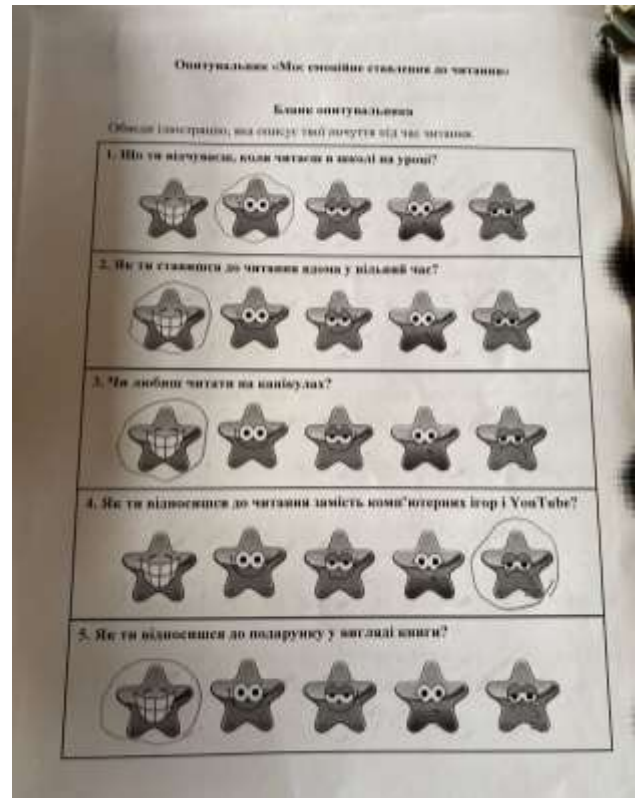 Опитувальник «Моє емоційне ставлення до читання»
Бланк опитувальника
Обведи ілюстрацію, яка описує твої почуття під час читання.
1. Що ти відчуваєш, коли читаєш в школі на уроці?
2. Як ти ставишся до читання вдома у вільний час?
3. Чи любиш читати на канікулах?
4. Як ти відносишся до читання замість комп'ютерних ігор і YouTube?
5. Як ти відносишся до подарунку у вигляді книги?